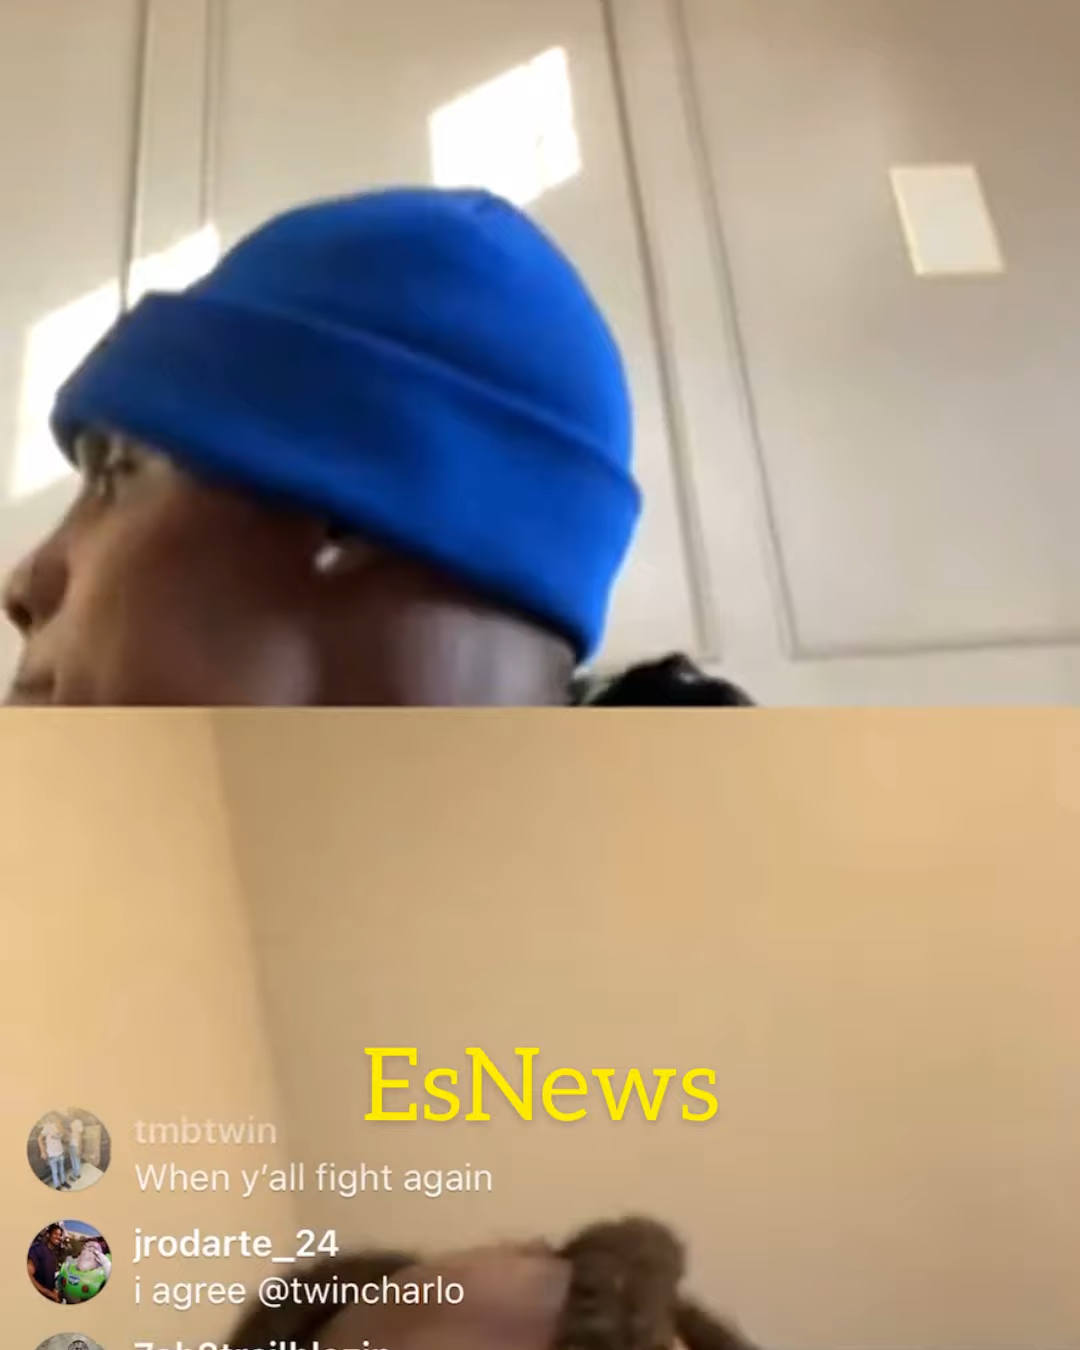 EsNews
tmbtwin
When y’all fight again
jrodarte_24
i agree @twincharlo